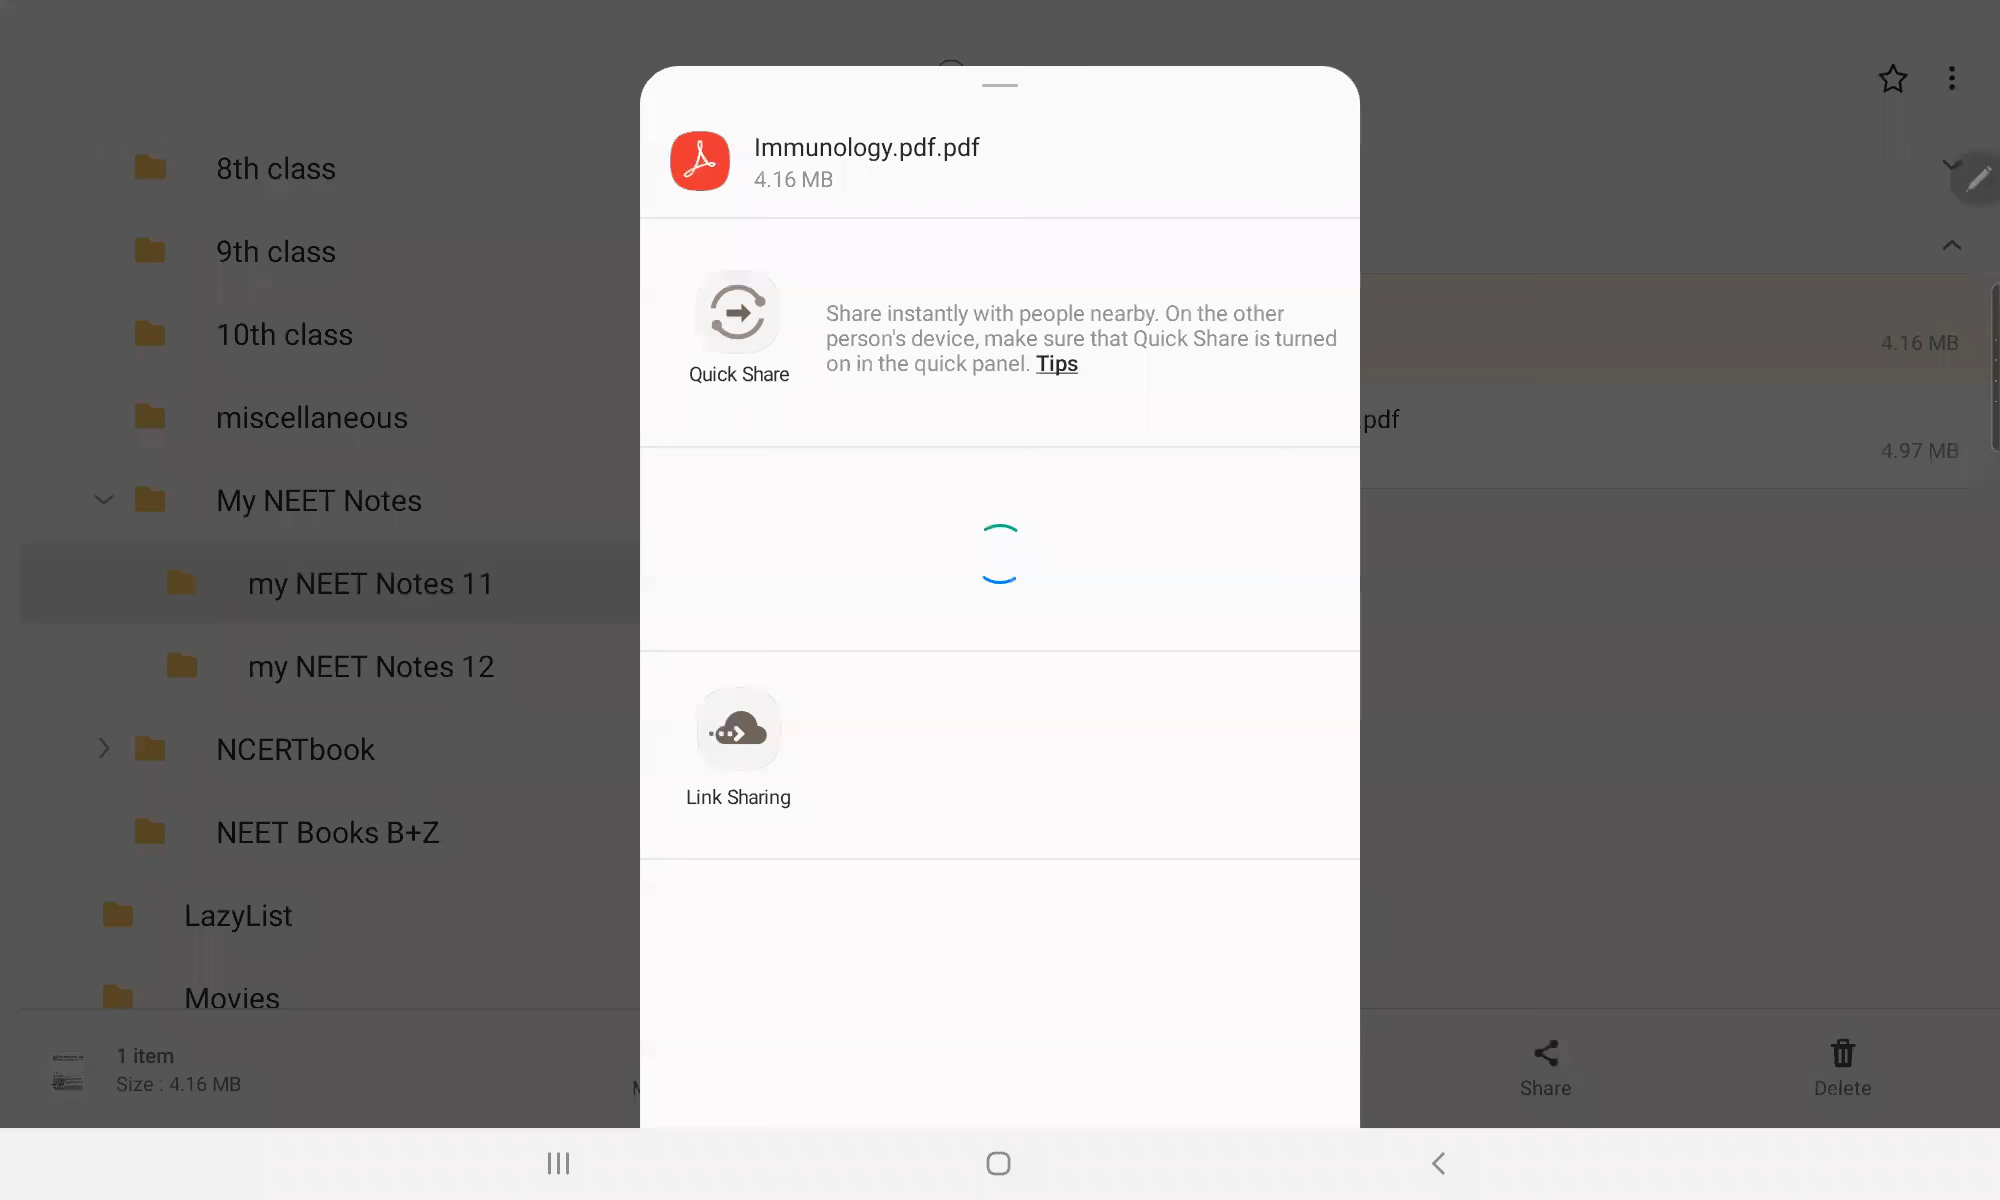 8th class
9th class
10th class
miscellaneous
My NEET Notes
my NEET Notes 11
my NEET Notes 12
NCERTbook
NEET Books B+Z
LazyList
Movies
1 item
Size : 4.16 MB
Immunology.pdf.pdf
4.16 MB
Quick Share
Share instantly with people nearby. On the other
person's device, make sure that Quick Share is turned
on in the quick panel. Tips
Link Sharing
4.16 MB
.pdf
4.97 MB
Share
Delete